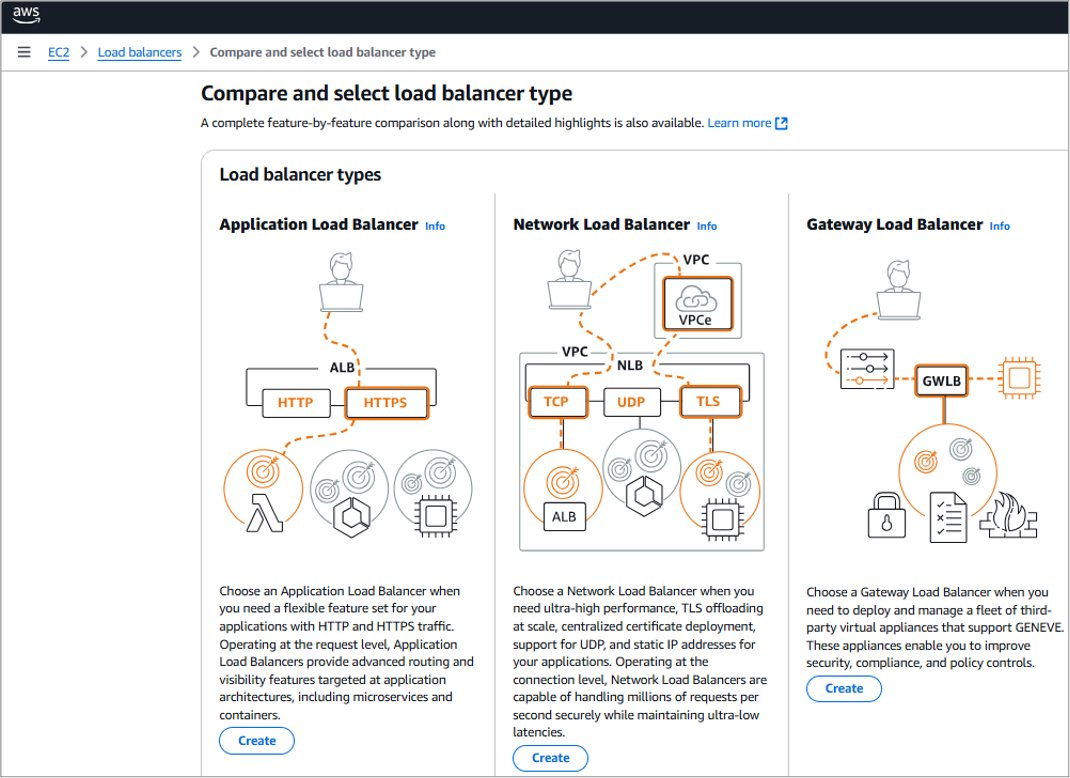 aws
EC2 > Load balancers > Compare and select load balancer type
Compare and select load balancer type
A complete feature-by-feature comparison along with detailed highlights is also available. Learn more
Load balancer types
Application Load Balancer Info
ALB
HTTP
HTTPS
Choose an Application Load Balancer when
you need a flexible feature set for your
applications with HTTP and HTTPS traffic.
Operating at the request level, Application
Load Balancers provide advanced routing and
visibility features targeted at application
architectures, including microservices and
containers.
Create
Network Load Balancer Info
VPC
VPCe
VPC
NLB
TCP
UDP
TLS
ALB
Choose a Network Load Balancer when you
need ultra-high performance, TLS offloading
at scale, centralized certificate deployment,
support for UDP, and static IP addresses for
your applications. Operating at the
connection level, Network Load Balancers are
capable of handling millions of requests per
second securely while maintaining ultra-low
latencies.
Create
Gateway Load Balancer Info
GWLB
Choose a Gateway Load Balancer when you
need to deploy and manage a fleet of third-
party virtual appliances that support GENEVE.
These appliances enable you to improve
security, compliance, and policy controls.
Create